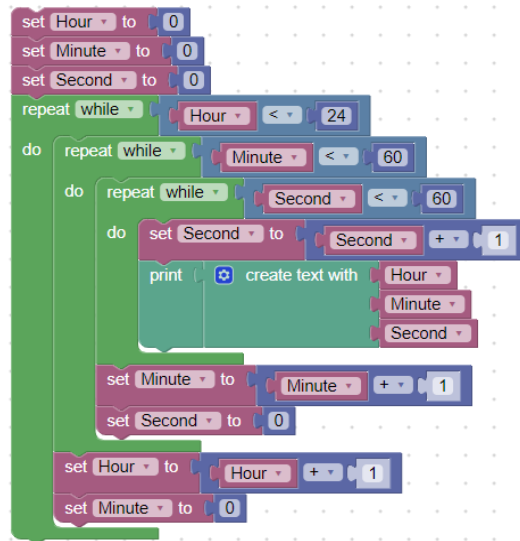 set Hour to 0
set Minute to 0
set Second to 0
repeat while Hour < 24
do repeat while Minute < 60
do repeat while Second < 60
do set Second to Second + 1
print create text with Hour
Minute
Second
set Minute to Minute + 1
set Second to 0
set Hour to Hour + 1
set Minute to 0